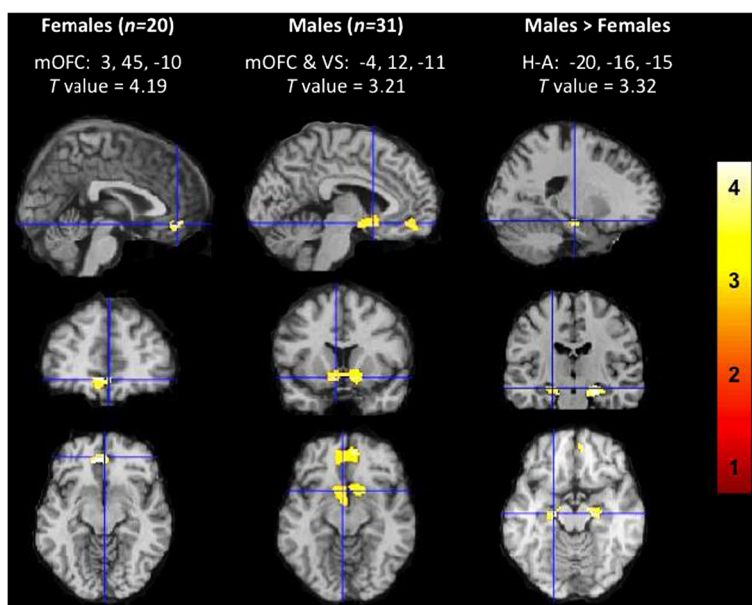 Females (n=20)
mOFC: 3, 45, -10
T value = 4.19
Males (n=31)
mOFC & VS: -4, 12, -11
T value = 3.21
Males > Females
H-A: -20, -16, -15
T value = 3.32
4
3
2
1